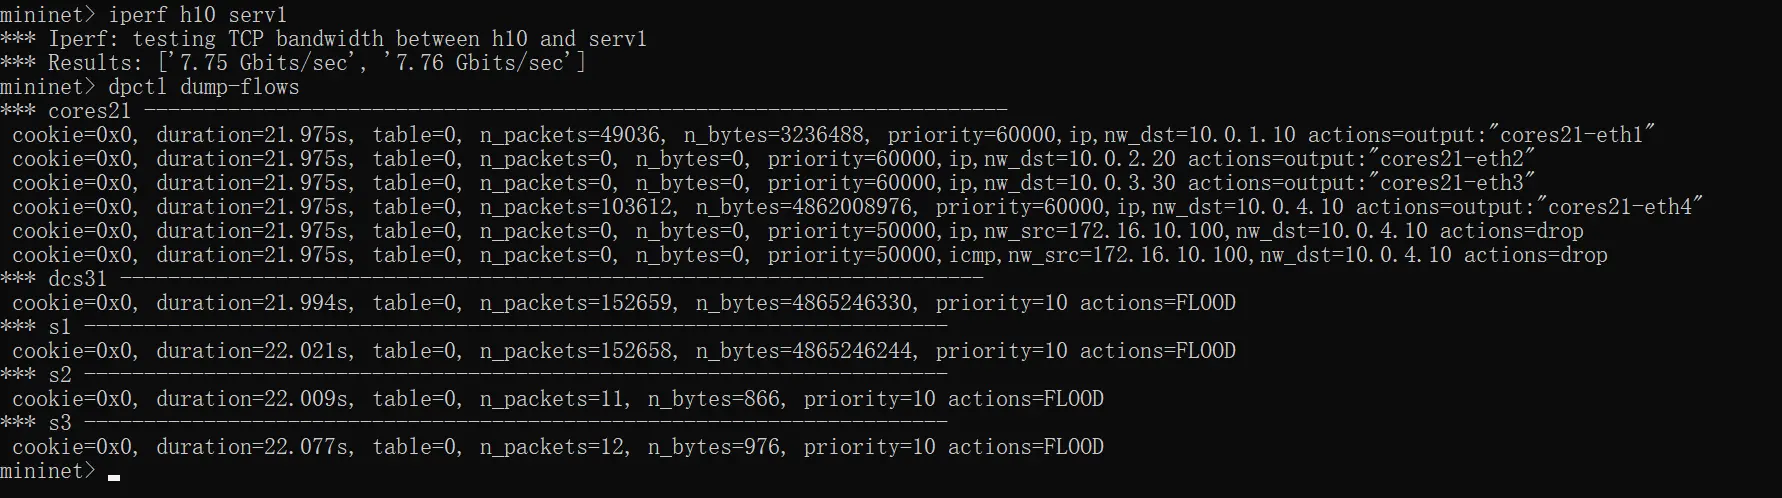 mininet> iperf h10 serv1
*** Iperf: testing TCP bandwidth between h10 and serv1
*** Results: ['7.75 Gbits/sec', '7.76 Gbits/sec']
mininet> dpctl dump-flows
*** cores21 ------------------------------------------------------------------------
 cookie=0x0, duration=21.975s, table=0, n_packets=49036, n_bytes=3236488, priority=60000,ip,nw_dst=10.0.1.10 actions=output:"cores21-eth1"
 cookie=0x0, duration=21.975s, table=0, n_packets=0, n_bytes=0, priority=60000,ip,nw_dst=10.0.2.20 actions=output:"cores21-eth2"
 cookie=0x0, duration=21.975s, table=0, n_packets=0, n_bytes=0, priority=60000,ip,nw_dst=10.0.3.30 actions=output:"cores21-eth3"
 cookie=0x0, duration=21.975s, table=0, n_packets=103612, n_bytes=4862008976, priority=60000,ip,nw_dst=10.0.4.10 actions=output:"cores21-eth4"
 cookie=0x0, duration=21.975s, table=0, n_packets=0, n_bytes=0, priority=50000,ip,nw_src=172.16.10.100,nw_dst=10.0.4.10 actions=drop
 cookie=0x0, duration=21.975s, table=0, n_packets=0, n_bytes=0, priority=50000,icmp,nw_src=172.16.10.100,nw_dst=10.0.4.10 actions=drop
*** dcs31 ------------------------------------------------------------------------
 cookie=0x0, duration=21.994s, table=0, n_packets=152659, n_bytes=4865246330, priority=10 actions=FLOOD
*** s1 ------------------------------------------------------------------------
 cookie=0x0, duration=22.021s, table=0, n_packets=152658, n_bytes=4865246244, priority=10 actions=FLOOD
*** s2 ------------------------------------------------------------------------
 cookie=0x0, duration=22.009s, table=0, n_packets=11, n_bytes=866, priority=10 actions=FLOOD
*** s3 ------------------------------------------------------------------------
 cookie=0x0, duration=22.077s, table=0, n_packets=12, n_bytes=976, priority=10 actions=FLOOD
mininet>